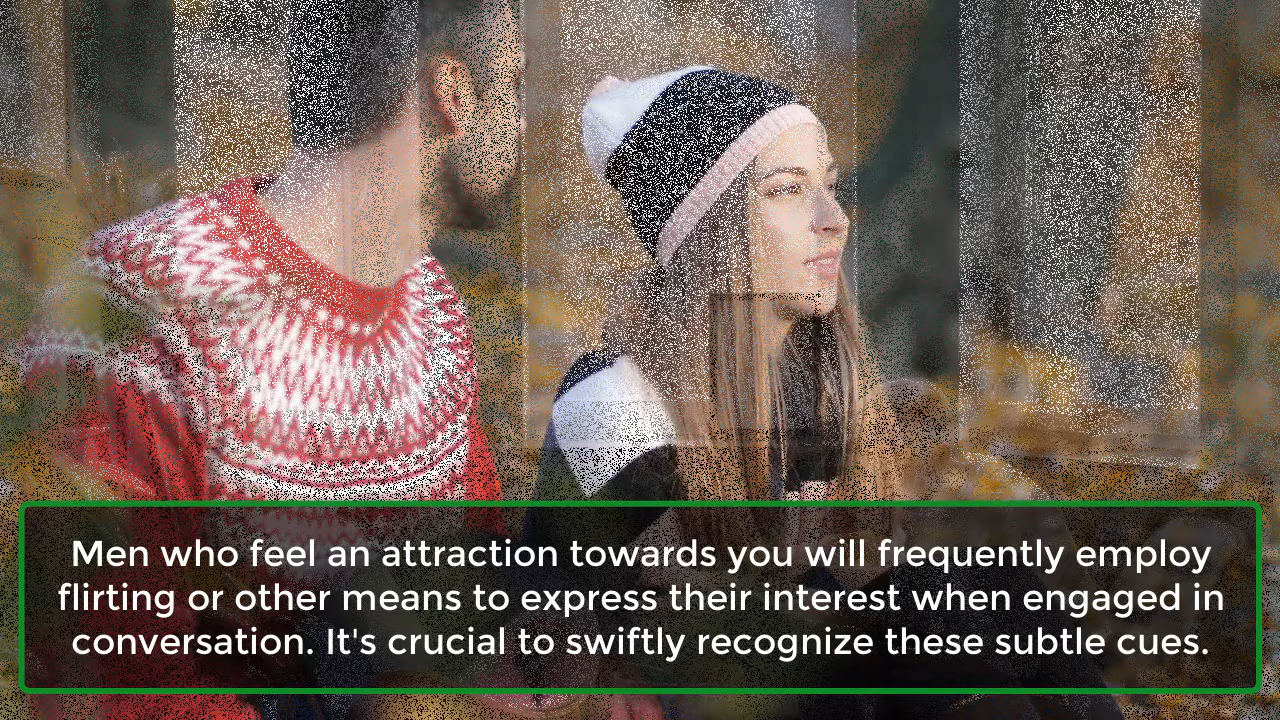 Men who feel an attraction towards you will frequently employ
flirting or other means to express their interest when engaged in
conversation. It's crucial to swiftly recognize these subtle cues.